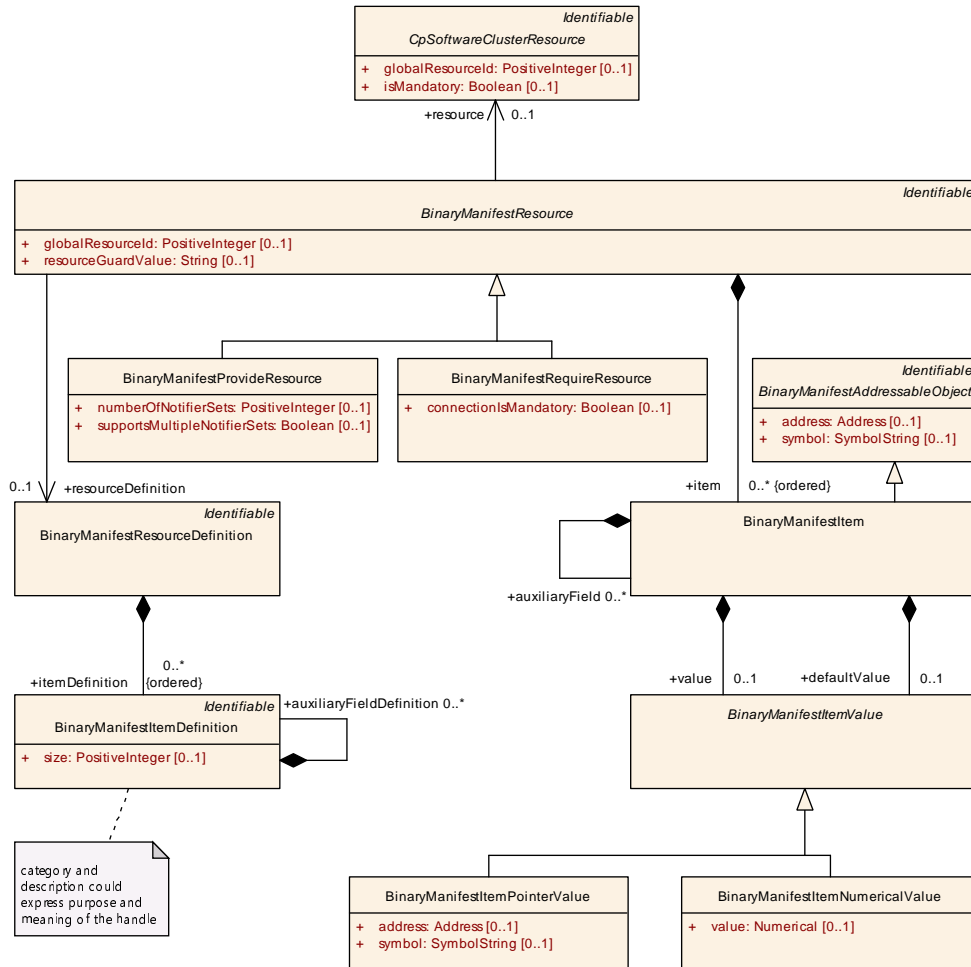 Identifiable
CpSoftwareClusterResource
+ globalResourceId: PositiveInteger [0..1]
+ isMandatory: Boolean [0..1]
+resource 0..1
Identifiable
BinaryManifestResource
+ globalResourceId: PositiveInteger [0..1]
+ resourceGuardValue: String [0..1]
BinaryManifestProvideResource
+ numberOfNotifierSets: PositiveInteger [0..1]
+ supportsMultipleNotifierSets: Boolean [0..1]
BinaryManifestRequireResource
+ connectionIsMandatory: Boolean [0..1]
Identifiable
BinaryManifestAddressableObject
+ address: Address [0..1]
+ symbol: SymbolString [0..1]
0..1 +resourceDefinition
+item 0..* {ordered}
Identifiable
BinaryManifestResourceDefinition
BinaryManifestItem
+auxiliaryField 0..*
+itemDefinition 0..*
{ordered}
+value 0..1
+defaultValue 0..1
Identifiable
BinaryManifestItemDefinition
+ size: PositiveInteger [0..1]
+auxiliaryFieldDefinition 0..*
BinaryManifestItemValue
category and
description could
express purpose and
meaning of the handle
BinaryManifestItemPointerValue
+ address: Address [0..1]
+ symbol: SymbolString [0..1]
BinaryManifestItemNumericalValue
+ value: Numerical [0..1]